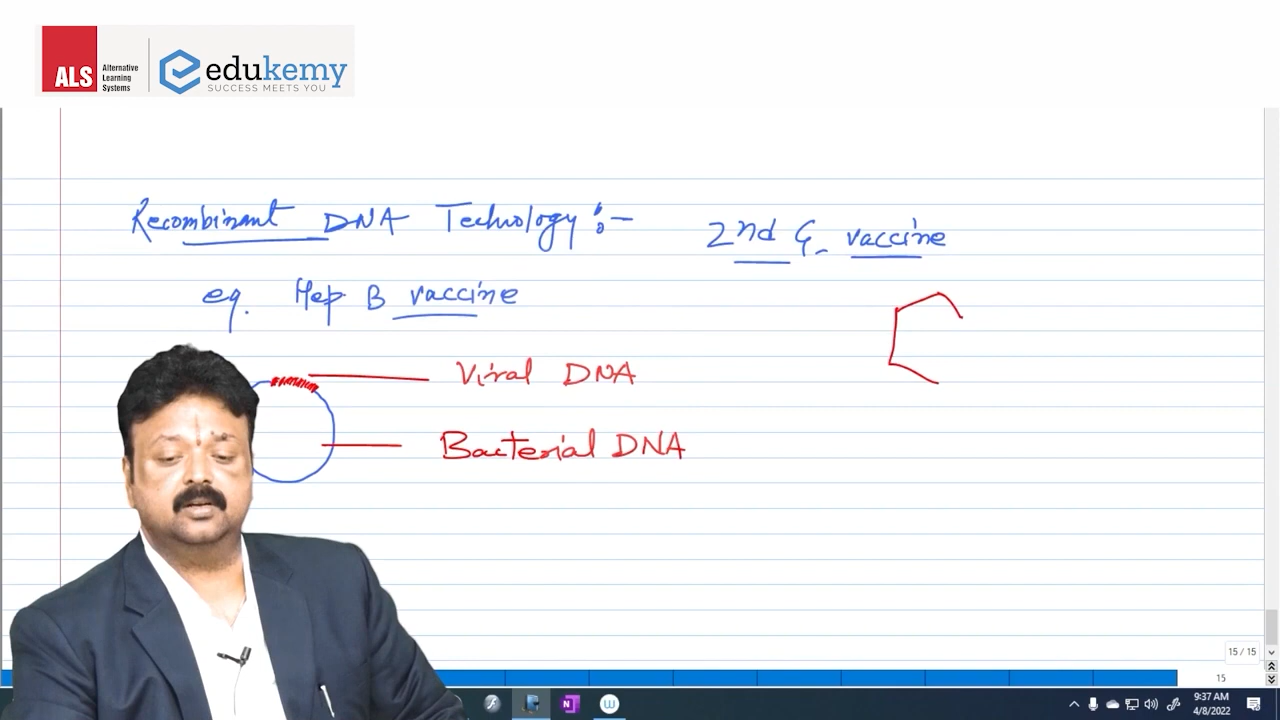 ALS
Alternative
Learning
Systems
edukemy
SUCCESS MEETS YOU
Recombinant DNA Technology :-
2nd G. vaccine
eg. Hep B vaccine
Viral DNA
Bacterial DNA
15 / 15
15
9:37 AM
4/8/2022